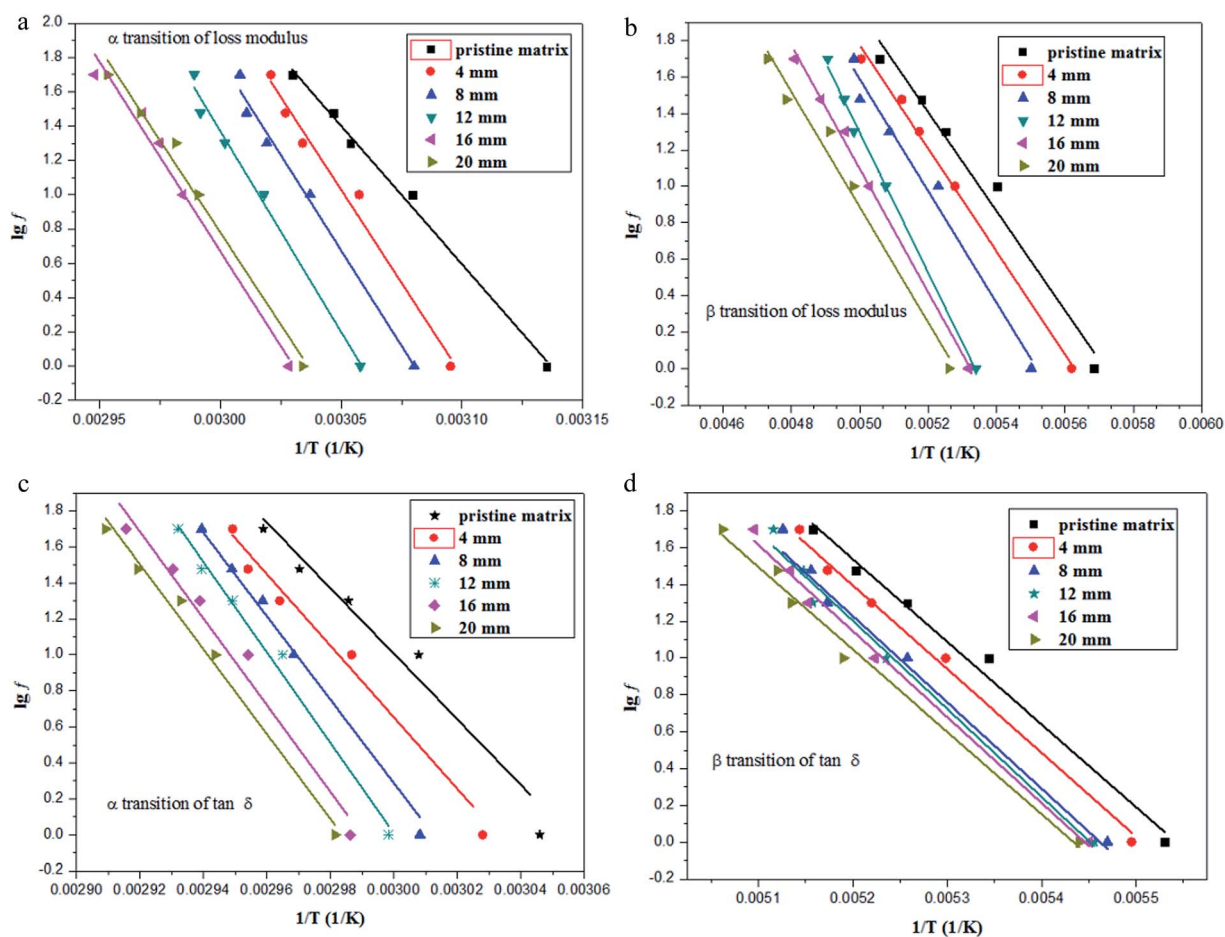 a
α transition of loss modulus
pristine matrix
4 mm
8 mm
12 mm
16 mm
20 mm
2.0
1.8
1.6
1.4
1.2
1.0
0.8
0.6
0.4
0.2
0.0
-0.2
lg f
0.00295 0.00300 0.00305 0.00310 0.00315
1/T (1/K)
b
β transition of loss modulus
pristine matrix
4 mm
8 mm
12 mm
16 mm
20 mm
1.8
1.6
1.4
1.2
1.0
0.8
0.6
0.4
0.2
0.0
-0.2
lg f
0.0046 0.0048 0.0050 0.0052 0.0054 0.0056 0.0058 0.0060
1/T (1/K)
c
α transition of tan δ
pristine matrix
4 mm
8 mm
12 mm
16 mm
20 mm
1.8
1.6
1.4
1.2
1.0
0.8
0.6
0.4
0.2
0.0
-0.2
lg f
0.00290 0.00292 0.00294 0.00296 0.00298 0.00300 0.00302 0.00304 0.00306
1/T (1/K)
d
β transition of tan δ
pristine matrix
4 mm
8 mm
12 mm
16 mm
20 mm
1.8
1.6
1.4
1.2
1.0
0.8
0.6
0.4
0.2
0.0
-0.2
lg f
0.0051 0.0052 0.0053 0.0054 0.0055
1/T (1/K)